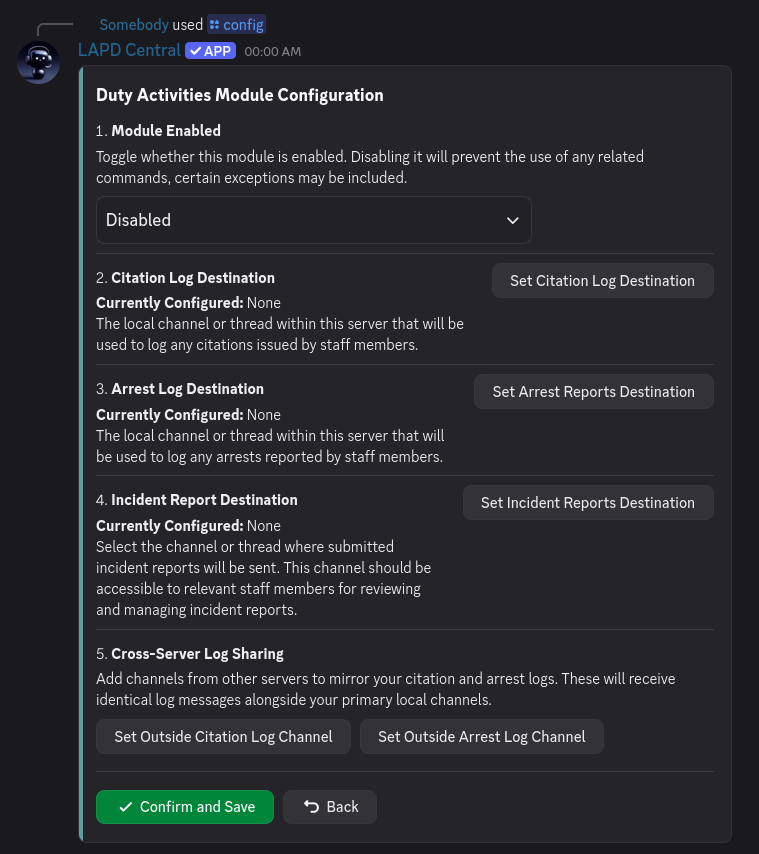 Somebody used config
LAPD Central APP 00:00 AM
Duty Activities Module Configuration
1. Module Enabled
Toggle whether this module is enabled. Disabling it will prevent the use of any related
commands, certain exceptions may be included.
Disabled
2. Citation Log Destination
Set Citation Log Destination
Currently Configured: None
The local channel or thread within this server that will be
used to log any citations issued by staff members.
3. Arrest Log Destination
Set Arrest Reports Destination
Currently Configured: None
The local channel or thread within this server that will
be used to log any arrests reported by staff members.
4. Incident Report Destination
Set Incident Reports Destination
Currently Configured: None
Select the channel or thread where submitted
incident reports will be sent. This channel should be
accessible to relevant staff members for reviewing
and managing incident reports.
5. Cross-Server Log Sharing
Add channels from other servers to mirror your citation and arrest logs. These will receive
identical log messages alongside your primary local channels.
Set Outside Citation Log Channel Set Outside Arrest Log Channel
Confirm and Save Back